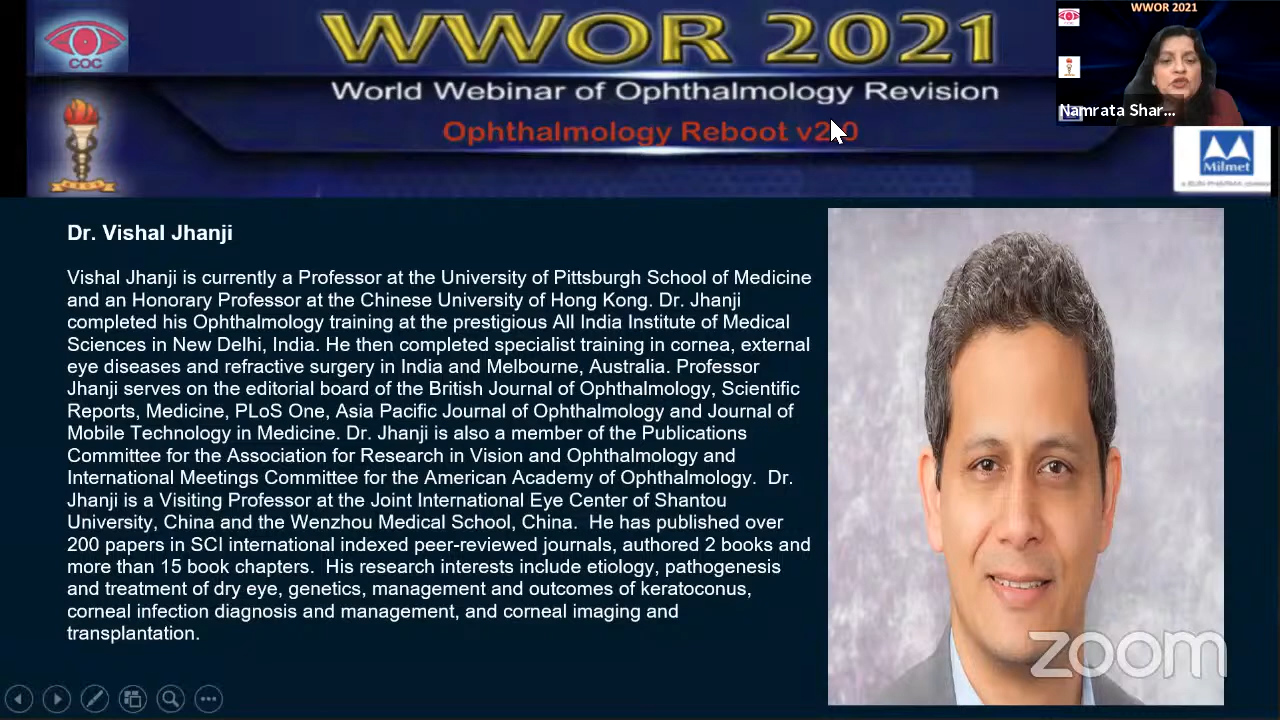 WWOR 2021
World Webinar of Ophthalmology Revision
Ophthalmology Reboot v2.0
COC
WWOR 2021
Namrata Shar...
Milmet
Dr. Vishal Jhanji
Vishal Jhanji is currently a Professor at the University of Pittsburgh School of Medicine
and an Honorary Professor at the Chinese University of Hong Kong. Dr. Jhanji
completed his Ophthalmology training at the prestigious All India Institute of Medical
Sciences in New Delhi, India. He then completed specialist training in cornea, external
eye diseases and refractive surgery in India and Melbourne, Australia. Professor
Jhanji serves on the editorial board of the British Journal of Ophthalmology, Scientific
Reports, Medicine, PLoS One, Asia Pacific Journal of Ophthalmology and Journal of
Mobile Technology in Medicine. Dr. Jhanji is also a member of the Publications
Committee for the Association for Research in Vision and Ophthalmology and
International Meetings Committee for the American Academy of Ophthalmology.  Dr.
Jhanji is a Visiting Professor at the Joint International Eye Center of Shantou
University, China and the Wenzhou Medical School, China.  He has published over
200 papers in SCI international indexed peer-reviewed journals, authored 2 books and
more than 15 book chapters.  His research interests include etiology, pathogenesis
and treatment of dry eye, genetics, management and outcomes of keratoconus,
corneal infection diagnosis and management, and corneal imaging and
transplantation.
zoom